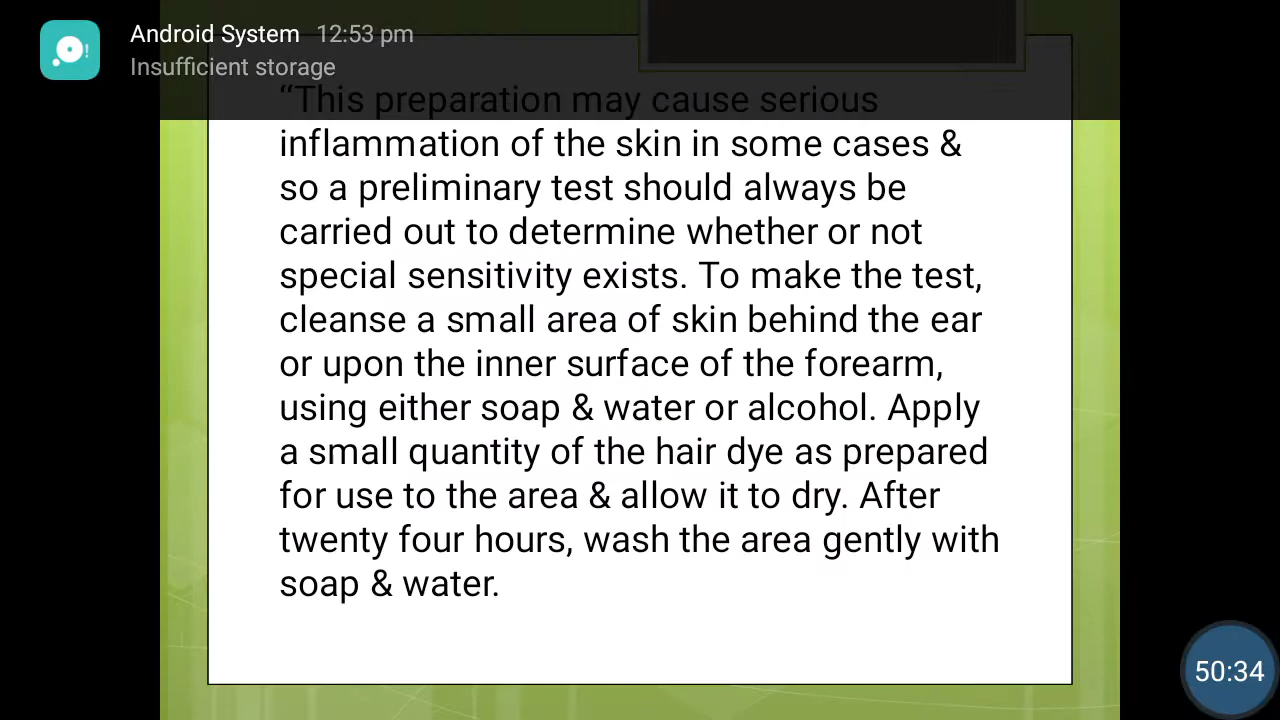 Android System 12:53 pm
Insufficient storage
“This preparation may cause serious
inflammation of the skin in some cases &
so a preliminary test should always be
carried out to determine whether or not
special sensitivity exists. To make the test,
cleanse a small area of skin behind the ear
or upon the inner surface of the forearm,
using either soap & water or alcohol. Apply
a small quantity of the hair dye as prepared
for use to the area & allow it to dry. After
twenty four hours, wash the area gently with
soap & water.
50:34